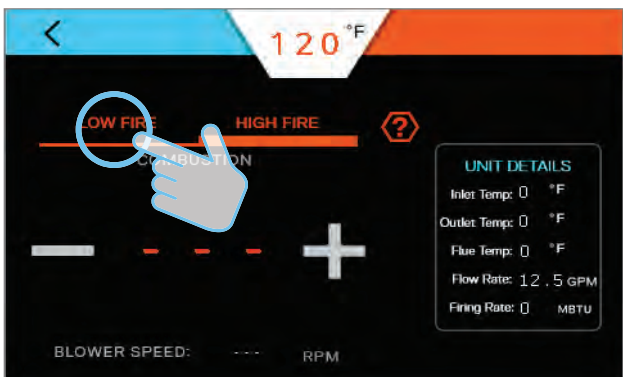 120°F
LOW FIRE HIGH FIRE ?
COMBUSTION
- - -
BLOWER SPEED: --- RPM
UNIT DETAILS
Inlet Temp: 0 °F
Outlet Temp: 0 °F
Flue Temp: 0 °F
Flow Rate: 12.5 GPM
Firing Rate: 0 MBTU